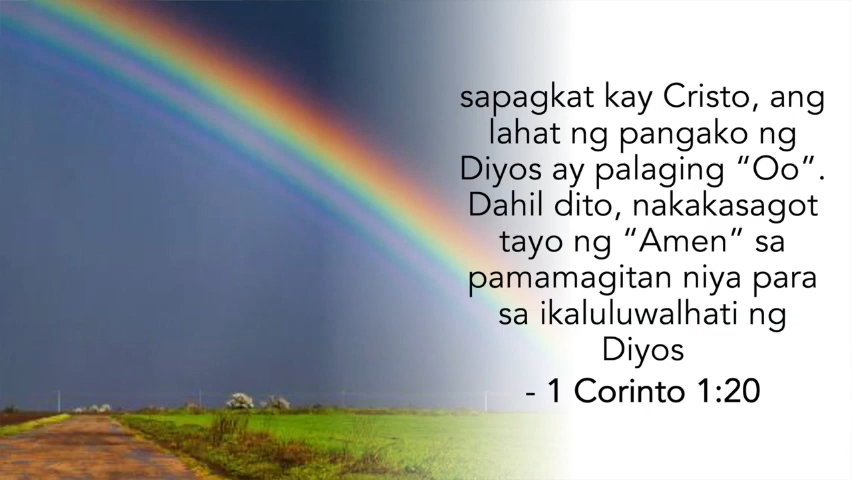 sapagkat kay Cristo, ang
lahat ng pangako ng
Diyos ay palaging “Oo”.
Dahil dito, nakakasagot
tayo ng “Amen” sa
pamamagitan niya para
sa ikaluluwalhati ng
Diyos
- 1 Corinto 1:20